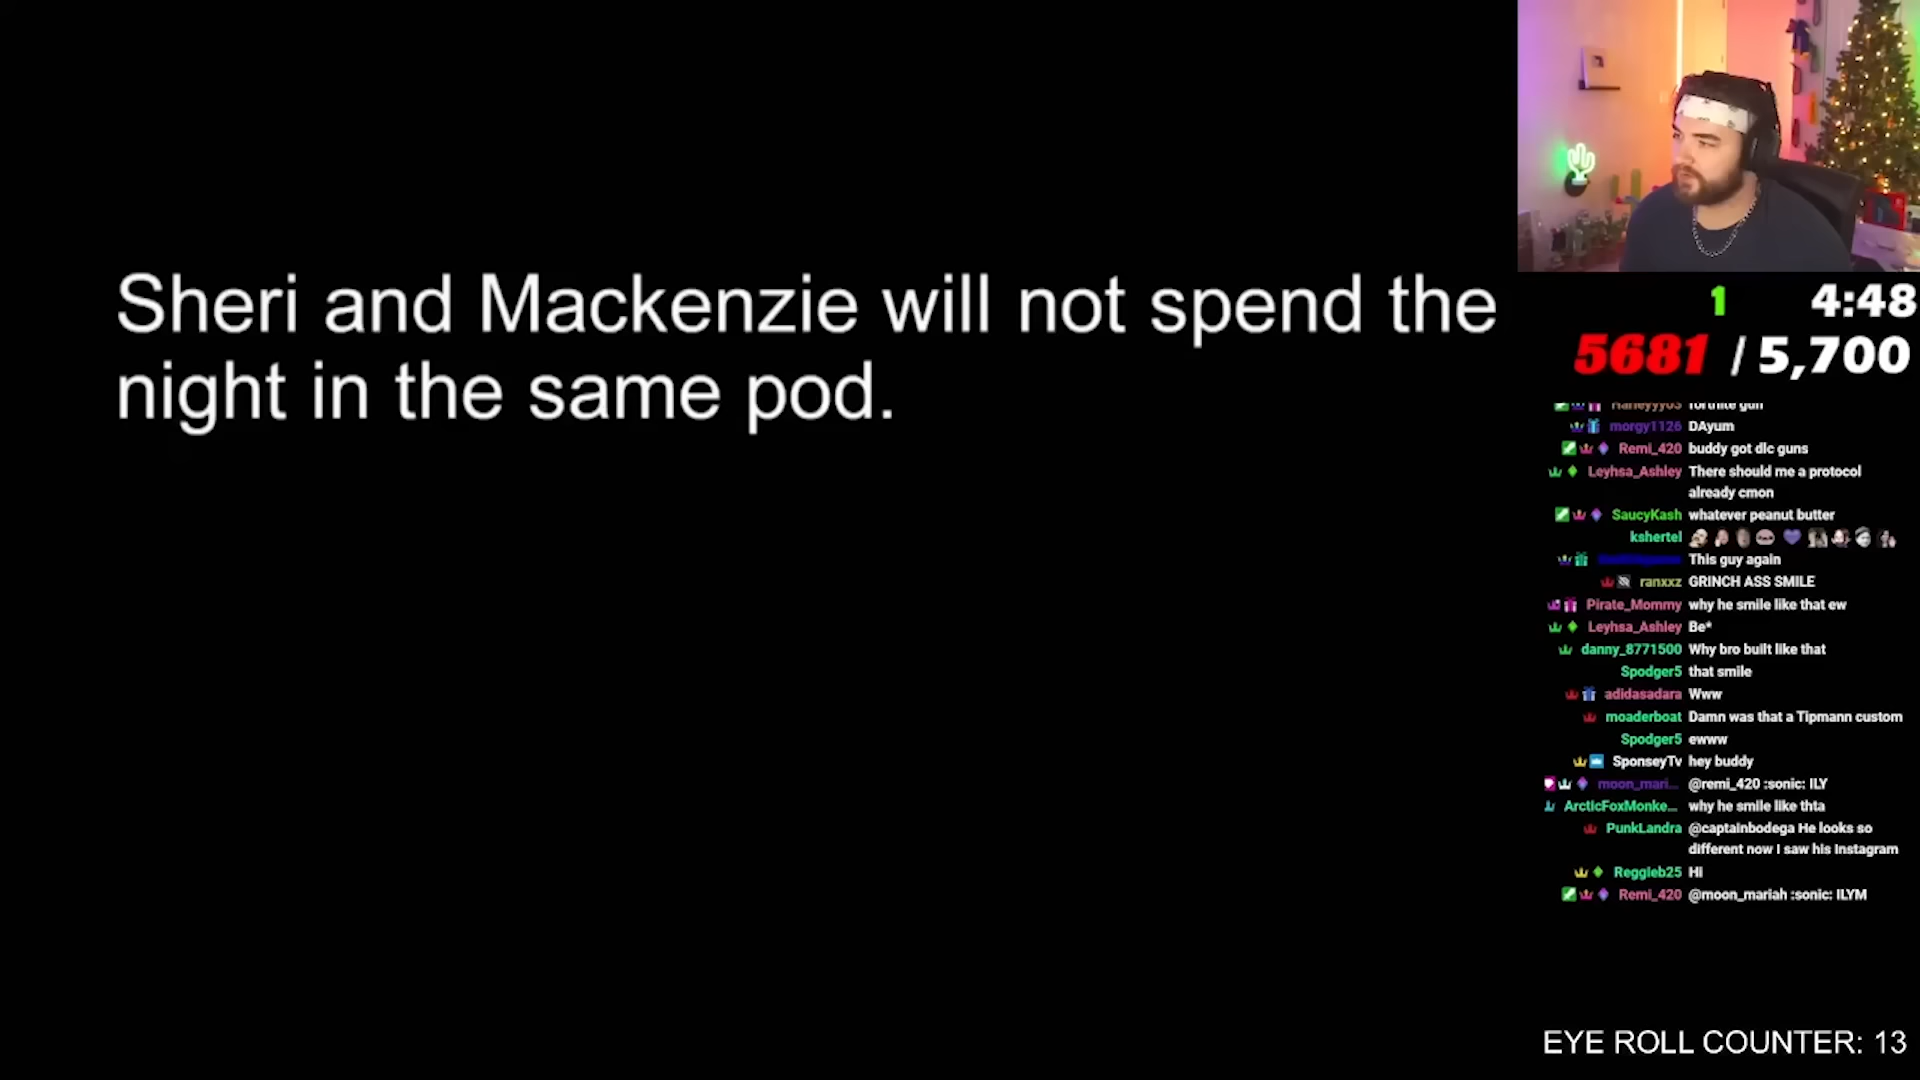 Sheri and Mackenzie will not spend the
night in the same pod.
1 4:48
5681 / 5,700
fortnite gun
morgy1126 DAyum
Remi_420 buddy got dlc guns
Leyhsa_Ashley There should me a protocol
already cmon
SaucyKash whatever peanut butter
kshertel
This guy again
ranxxz GRINCH ASS SMILE
Pirate_Mommy why he smile like that ew
Leyhsa_Ashley Be*
danny_8771500 Why bro built like that
Spodger5 that smile
adidasadara Www
moaderboat Damn was that a Tipmann custom
Spodger5 ewww
SponseyTv hey buddy
moon_mari... @remi_420 :sonic: ILY
ArcticFoxMonke... why he smile like thta
PunkLandra @captainbodega He looks so
different now I saw his Instagram
Reggieb25 Hi
Remi_420 @moon_mariah :sonic: ILYM
EYE ROLL COUNTER: 13